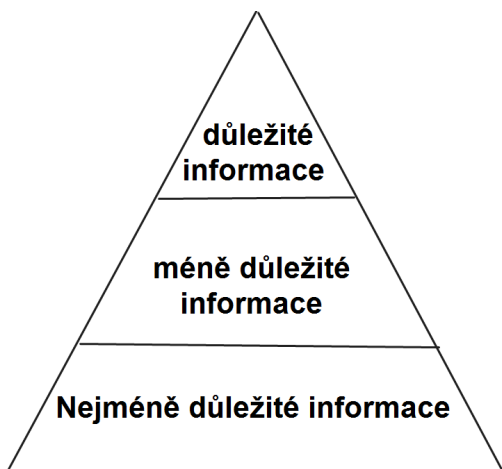 důležité
informace
méně důležité
informace
Nejméně důležité informace